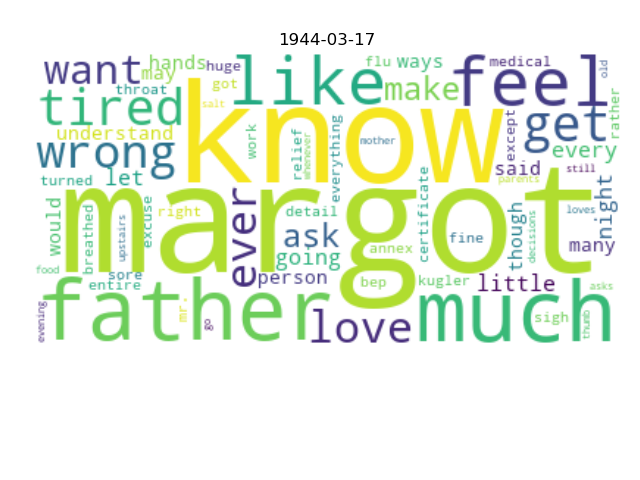 1944-03-17
want
may
hands
huge
like
flu
ways
medical
feel
old
throat
got
make
tired
salt
know
understand
work
relief
whenever
everything
mother
except
get
rather
wrong
every
said
still
turned
let
certificate
parents
margot
would
breathed
upstairs
excuse
right
ever
detail
ask
going
annex
fine
though
decisions
loves
night
many
food
sore
entire
person
bep
kugler
little
asks
father
evening
mr.
go
love
much
sigh
thumb